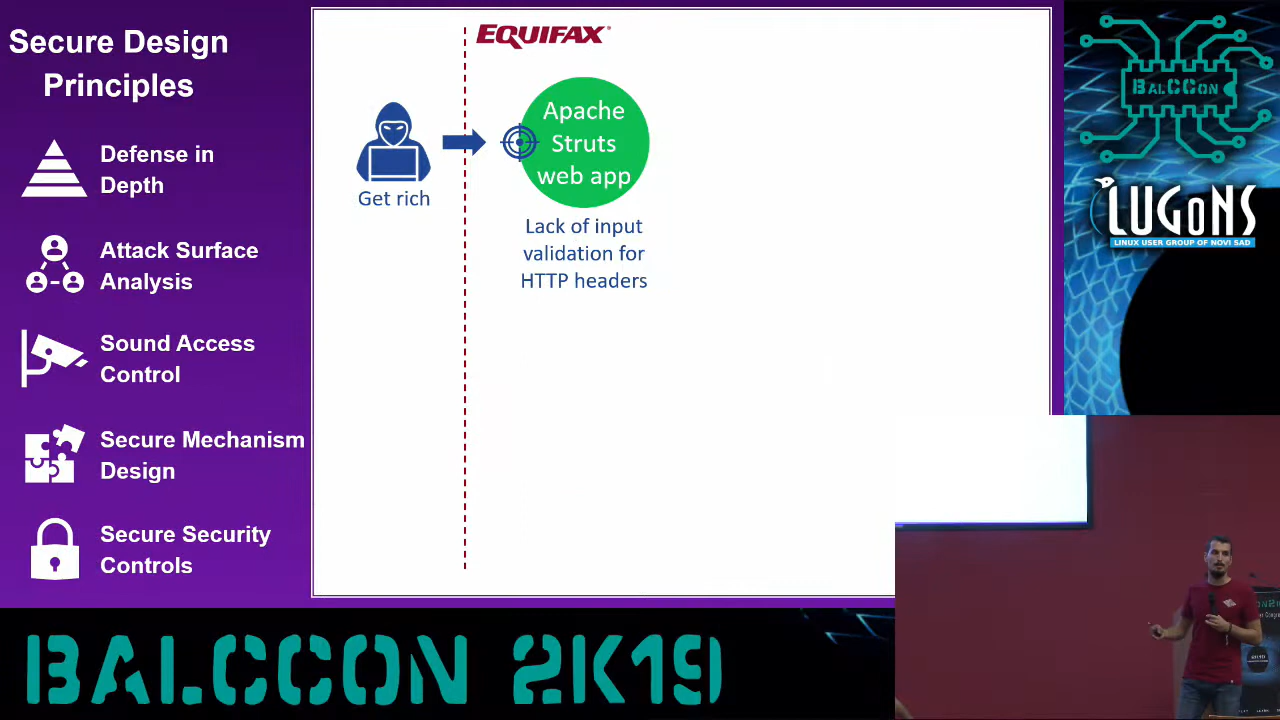 Secure Design
Principles
Defense in
Depth
Attack Surface
Analysis
Sound Access
Control
Secure Mechanism
Design
Secure Security
Controls
EQUIFAX
Get rich
Apache
Struts
web app
Lack of input
validation for
HTTP headers
BALCCON
LUGONS
LINUX USER GROUP OF NOVI SAD
BALCCON 2K19